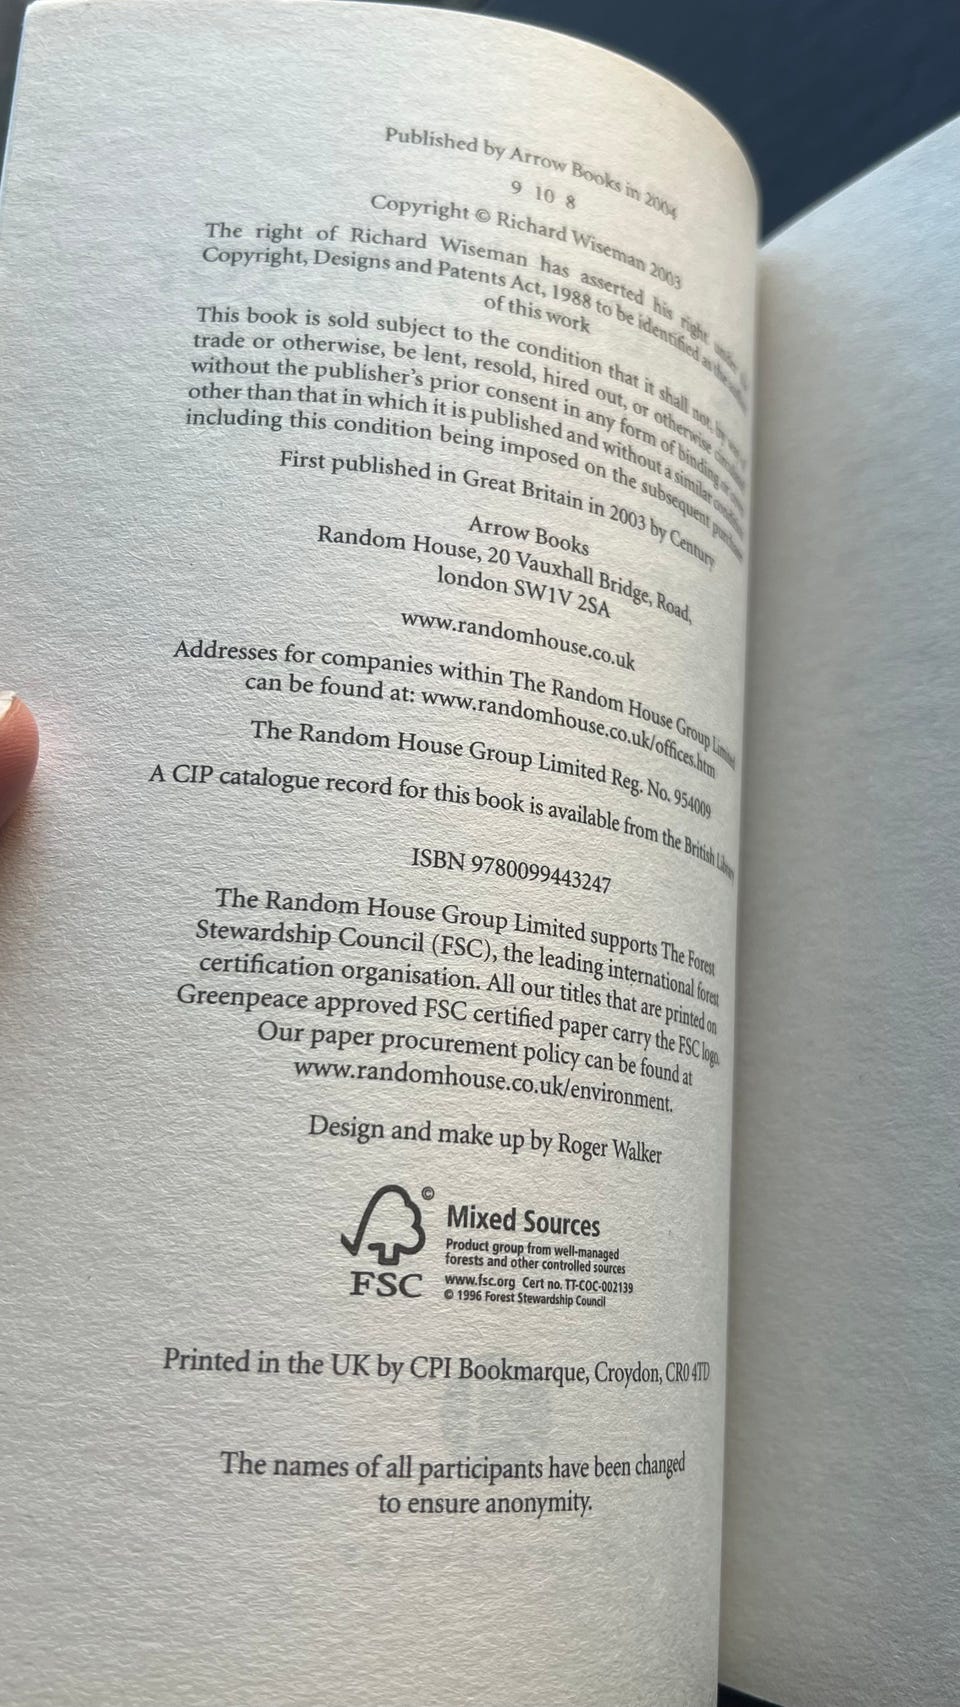 Published by Arrow Books in 2004
9 10 8
Copyright © Richard Wiseman 2003
The right of Richard Wiseman has asserted his right under the
Copyright, Designs and Patents Act, 1988 to be identified as the author
of this work
This book is sold subject to the condition that it shall not, by way of
trade or otherwise, be lent, resold, hired out, or otherwise circulated
without the publisher's prior consent in any form of binding or cover
other than that in which it is published and without a similar condition
including this condition being imposed on the subsequent purchaser
First published in Great Britain in 2003 by Century
Arrow Books
Random House, 20 Vauxhall Bridge, Road,
london SW1V 2SA
www.randomhouse.co.uk
Addresses for companies within The Random House Group Limited
can be found at: www.randomhouse.co.uk/offices.htm
The Random House Group Limited Reg. No. 954009
A CIP catalogue record for this book is available from the British Library
ISBN 9780099443247
The Random House Group Limited supports The Forest
Stewardship Council (FSC), the leading international forest
certification organisation. All our titles that are printed on
Greenpeace approved FSC certified paper carry the FSC logo.
Our paper procurement policy can be found at
www.randomhouse.co.uk/environment.
Design and make up by Roger Walker
©
Mixed Sources
Product group from well-managed
forests and other controlled sources
www.fsc.org Cert no. TT-COC-002139
© 1996 Forest Stewardship Council
FSC
Printed in the UK by CPI Bookmarque, Croydon, CR0 4TD
The names of all participants have been changed
to ensure anonymity.